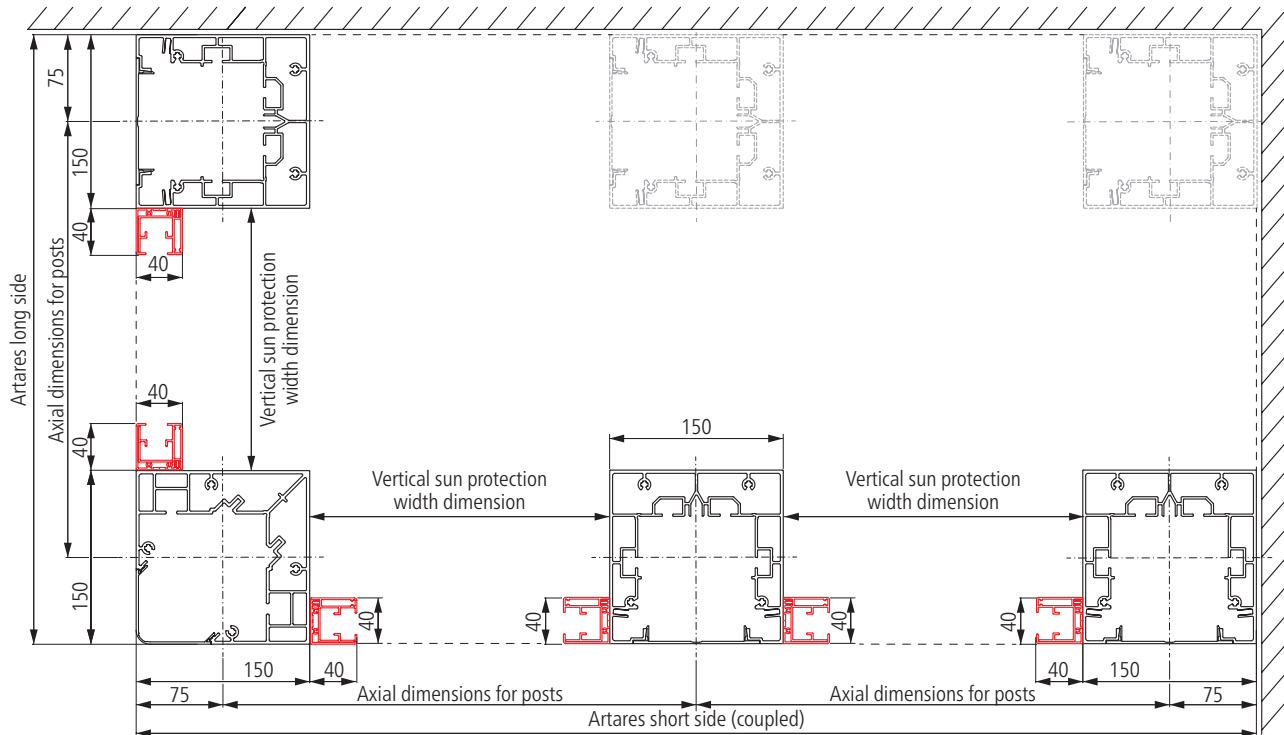 75
150
40
40
Artares long side
Axial dimensions for posts
Vertical sun protection
width dimension
40
40
150
150
Vertical sun protection
width dimension
Vertical sun protection
width dimension
40
40
40
40
150
40
Axial dimensions for posts
Axial dimensions for posts
40
150
75
75
Artares short side (coupled)